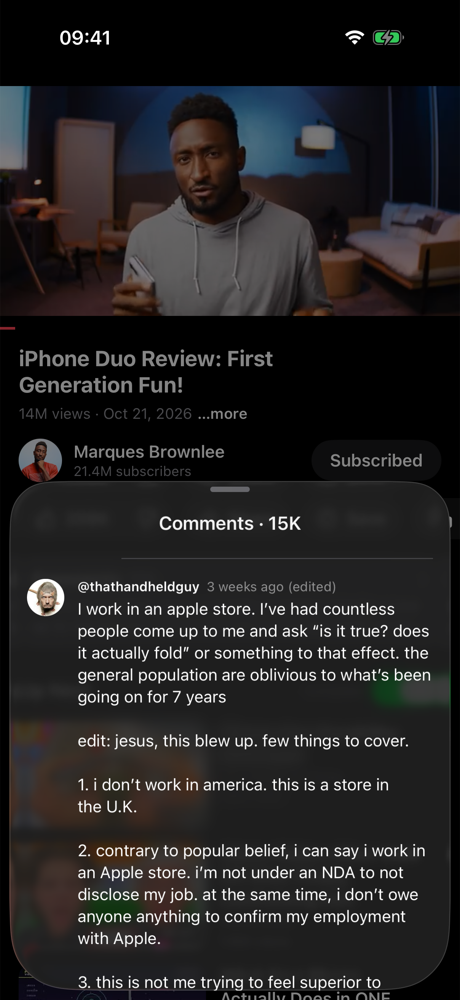 09:41
iPhone Duo Review: First
Generation Fun!
14M views · Oct 21, 2026 ...more
Marques Brownlee
21.4M subscribers
Subscribed
Comments · 15K
@thathandheldguy 3 weeks ago (edited)
I work in an apple store. I’ve had countless
people come up to me and ask “is it true? does
it actually fold” or something to that effect. the
general population are oblivious to what’s been
going on for 7 years
edit: jesus, this blew up. few things to cover.
1. i don’t work in america. this is a store in
the U.K.
2. contrary to popular belief, i can say i work in
an Apple store. i’m not under an NDA to not
disclose my job. at the same time, i don’t owe
anyone anything to confirm my employment
with Apple.
3. this is not me trying to feel superior to
Actually Does in ONE